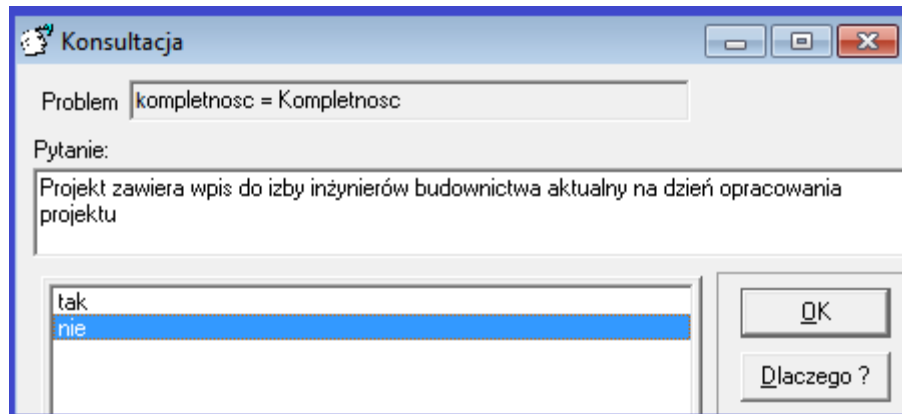 Konsultacja
Problem kompletnosc = Kompletnosc
Pytanie:
Projekt zawiera wpis do izby inżynierów budownictwa aktualny na dzień opracowania
projektu
tak
nie
OK
Dlaczego ?